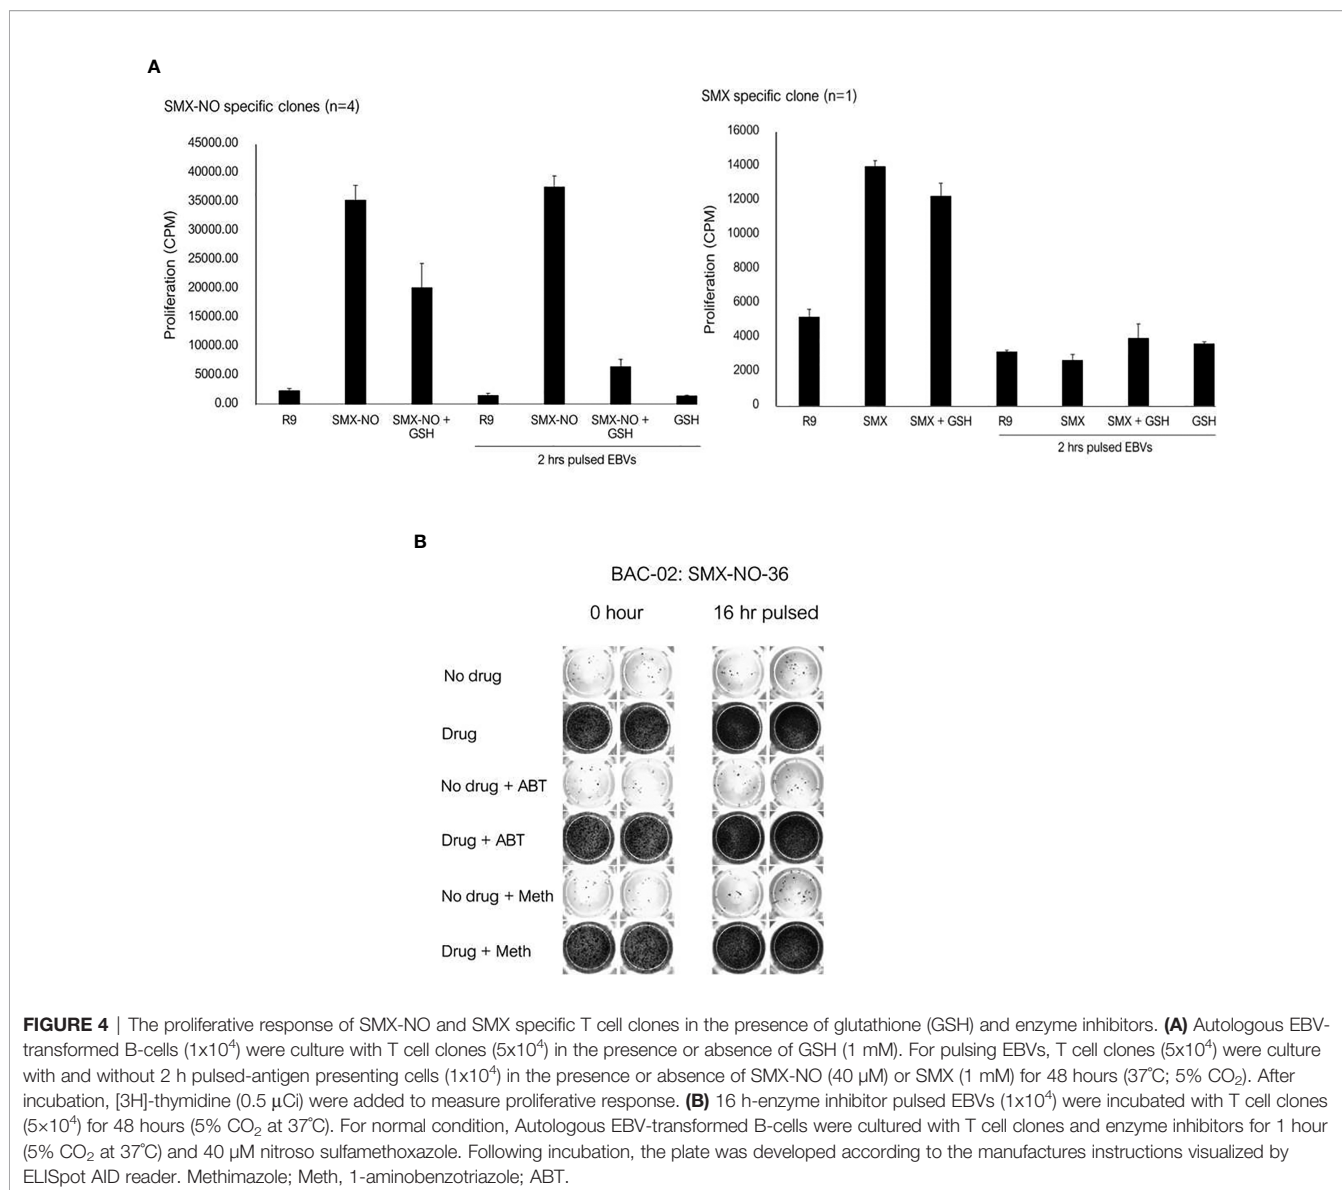 A
SMX-NO specific clones (n=4)
Proliferation (CPM)
45000.00
40000.00
35000.00
30000.00
25000.00
20000.00
15000.00
10000.00
5000.00
0.00
R9 SMX-NO SMX-NO + GSH R9 SMX-NO SMX-NO + GSH GSH
2 hrs pulsed EBVs
SMX specific clone (n=1)
Proliferation (CPM)
16000
14000
12000
10000
8000
6000
4000
2000
0
R9 SMX SMX + GSH R9 SMX SMX + GSH GSH
2 hrs pulsed EBVs
B
BAC-02: SMX-NO-36
0 hour 16 hr pulsed
No drug
Drug
No drug + ABT
Drug + ABT
No drug + Meth
Drug + Meth
FIGURE 4 | The proliferative response of SMX-NO and SMX specific T cell clones in the presence of glutathione (GSH) and enzyme inhibitors. (A) Autologous EBV-
transformed B-cells (1x10⁴) were culture with T cell clones (5x10⁴) in the presence or absence of GSH (1 mM). For pulsing EBVs, T cell clones (5x10⁴) were culture
with and without 2 h pulsed-antigen presenting cells (1x10⁴) in the presence or absence of SMX-NO (40 µM) or SMX (1 mM) for 48 hours (37°C; 5% CO₂). After
incubation, [3H]-thymidine (0.5 µCi) were added to measure proliferative response. (B) 16 h-enzyme inhibitor pulsed EBVs (1x10⁴) were incubated with T cell clones
(5×10⁴) for 48 hours (5% CO₂ at 37°C). For normal condition, Autologous EBV-transformed B-cells were cultured with T cell clones and enzyme inhibitors for 1 hour
(5% CO₂ at 37°C) and 40 µM nitroso sulfamethoxazole. Following incubation, the plate was developed according to the manufactures instructions visualized by
ELISpot AID reader. Methimazole; Meth, 1-aminobenzotriazole; ABT.